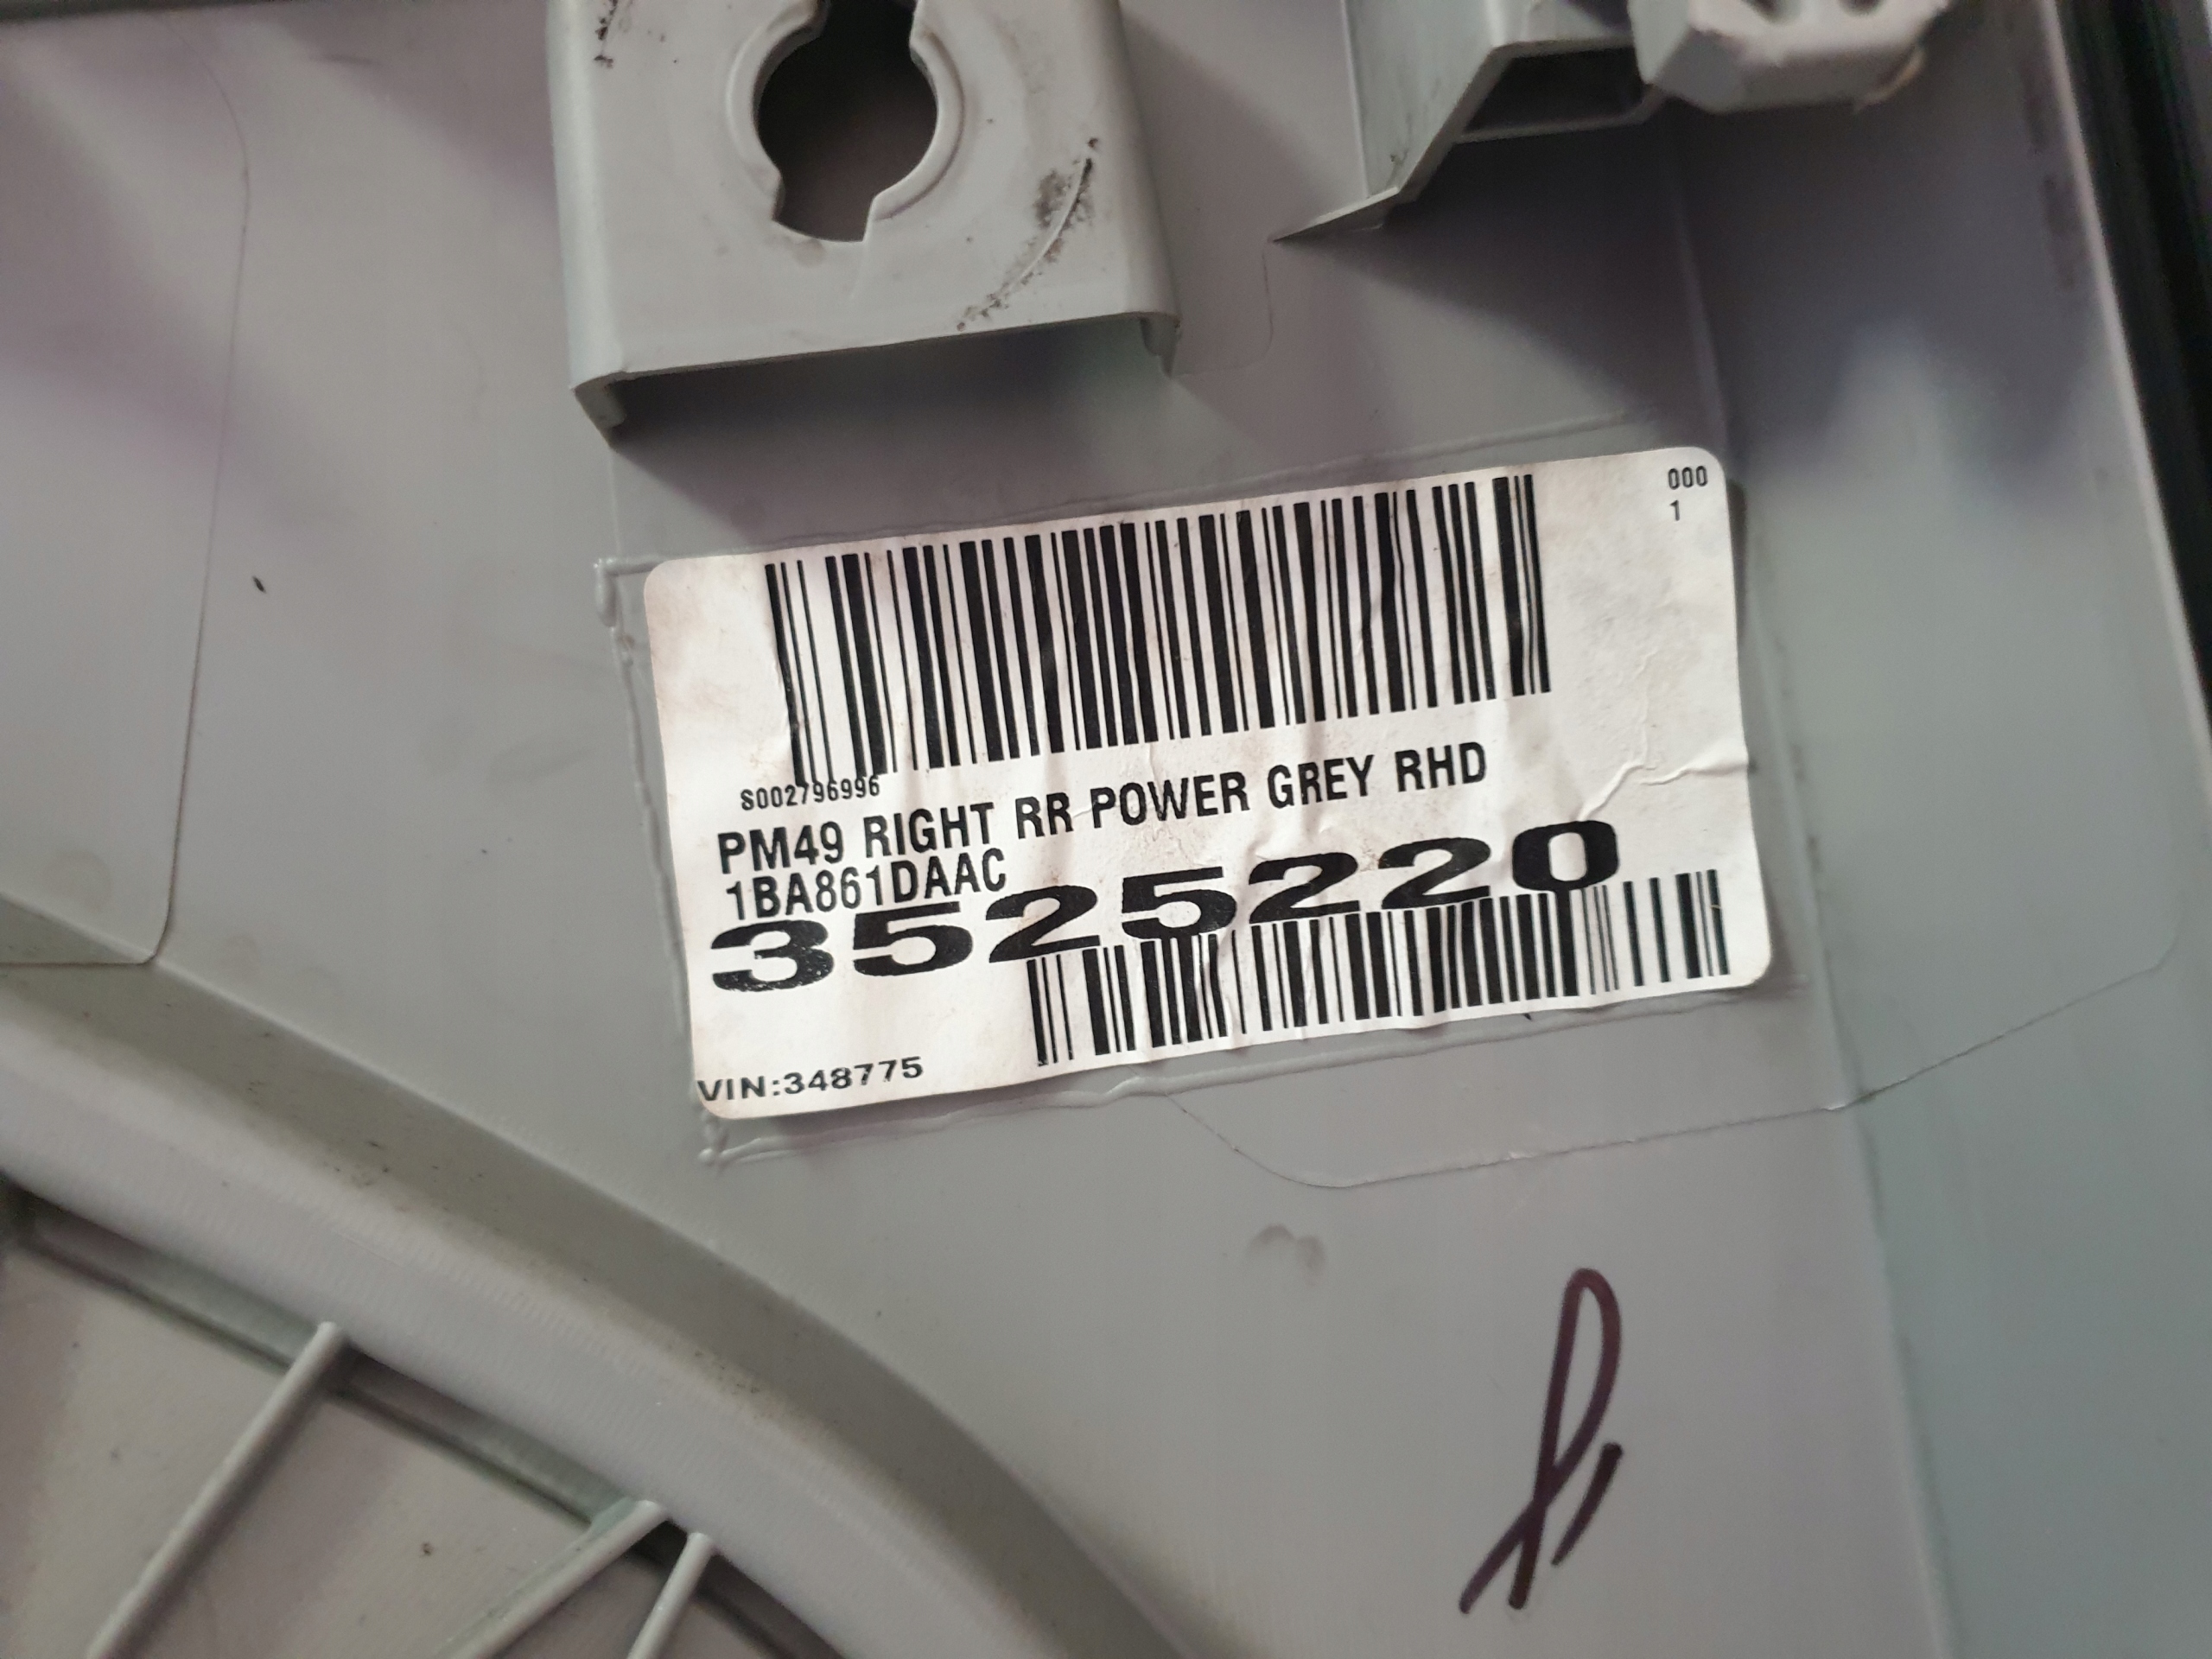 000
1
S002796996
PM49 RIGHT RR POWER GREY RHD
1BA861DAAC
3525220
VIN:348775